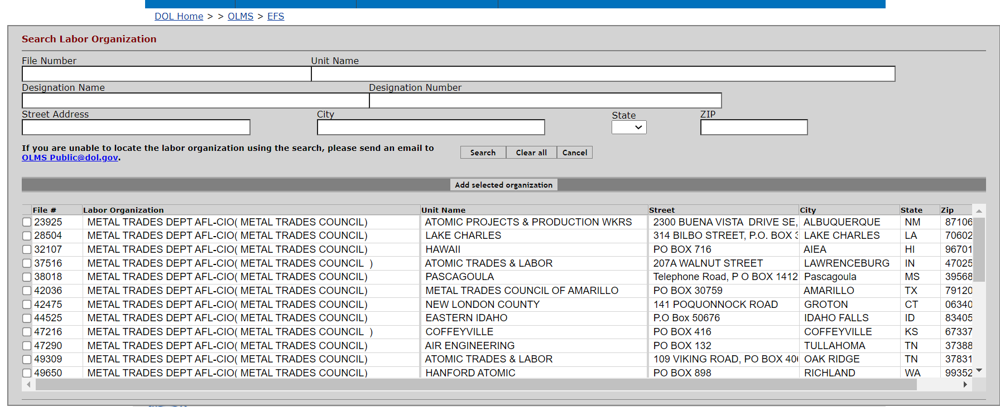 DOL Home > > OLMS > EFS
Search Labor Organization
File Number Unit Name
Designation Name Designation Number
Street Address City State ZIP
If you are unable to locate the labor organization using the search, please send an email to
OLMS Public@dol.gov.
Search Clear all Cancel
Add selected organization
File # Labor Organization Unit Name Street City State Zip
23925 METAL TRADES DEPT AFL-CIO( METAL TRADES COUNCIL) ATOMIC PROJECTS & PRODUCTION WKRS 2300 BUENA VISTA DRIVE SE, ALBUQUERQUE NM 87106
28504 METAL TRADES DEPT AFL-CIO( METAL TRADES COUNCIL) LAKE CHARLES 314 BILBO STREET, P.O. BOX LAKE CHARLES LA 70602
32107 METAL TRADES DEPT AFL-CIO( METAL TRADES COUNCIL) HAWAII PO BOX 716 AIEA HI 96701
37516 METAL TRADES DEPT AFL-CIO( METAL TRADES COUNCIL ) ATOMIC TRADES & LABOR 207A WALNUT STREET LAWRENCEBURG IN 47025
38018 METAL TRADES DEPT AFL-CIO( METAL TRADES COUNCIL) PASCAGOULA Telephone Road, P O BOX 1412 Pascagoula MS 39568
42036 METAL TRADES DEPT AFL-CIO( METAL TRADES COUNCIL) METAL TRADES COUNCIL OF AMARILLO PO BOX 30759 AMARILLO TX 79120
42475 METAL TRADES DEPT AFL-CIO( METAL TRADES COUNCIL) NEW LONDON COUNTY 141 POQUONNOCK ROAD GROTON CT 06340
44525 METAL TRADES DEPT AFL-CIO( METAL TRADES COUNCIL) EASTERN IDAHO P.O Box 50676 IDAHO FALLS ID 83405
47216 METAL TRADES DEPT AFL-CIO( METAL TRADES COUNCIL ) COFFEYVILLE PO BOX 416 COFFEYVILLE KS 67337
47290 METAL TRADES DEPT AFL-CIO( METAL TRADES COUNCIL) AIR ENGINEERING PO BOX 132 TULLAHOMA TN 37388
49309 METAL TRADES DEPT AFL-CIO( METAL TRADES COUNCIL) ATOMIC TRADES & LABOR 109 VIKING ROAD, PO BOX OAK RIDGE TN 37831
49650 METAL TRADES DEPT AFL-CIO( METAL TRADES COUNCIL) HANFORD ATOMIC PO BOX 898 RICHLAND WA 99352